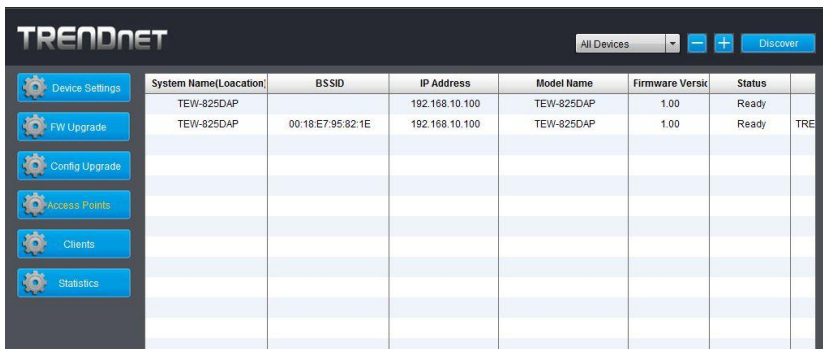 TRENDnET
All Devices
−
+
Discover
Device Settings
FW Upgrade
Config Upgrade
Access Points
Clients
Statistics
System Name(Loacation) BSSID IP Address Model Name Firmware Versic Status
TEW-825DAP 192.168.10.100 TEW-825DAP 1.00 Ready
TEW-825DAP 00:18:E7:95:82:1E 192.168.10.100 TEW-825DAP 1.00 Ready TRE